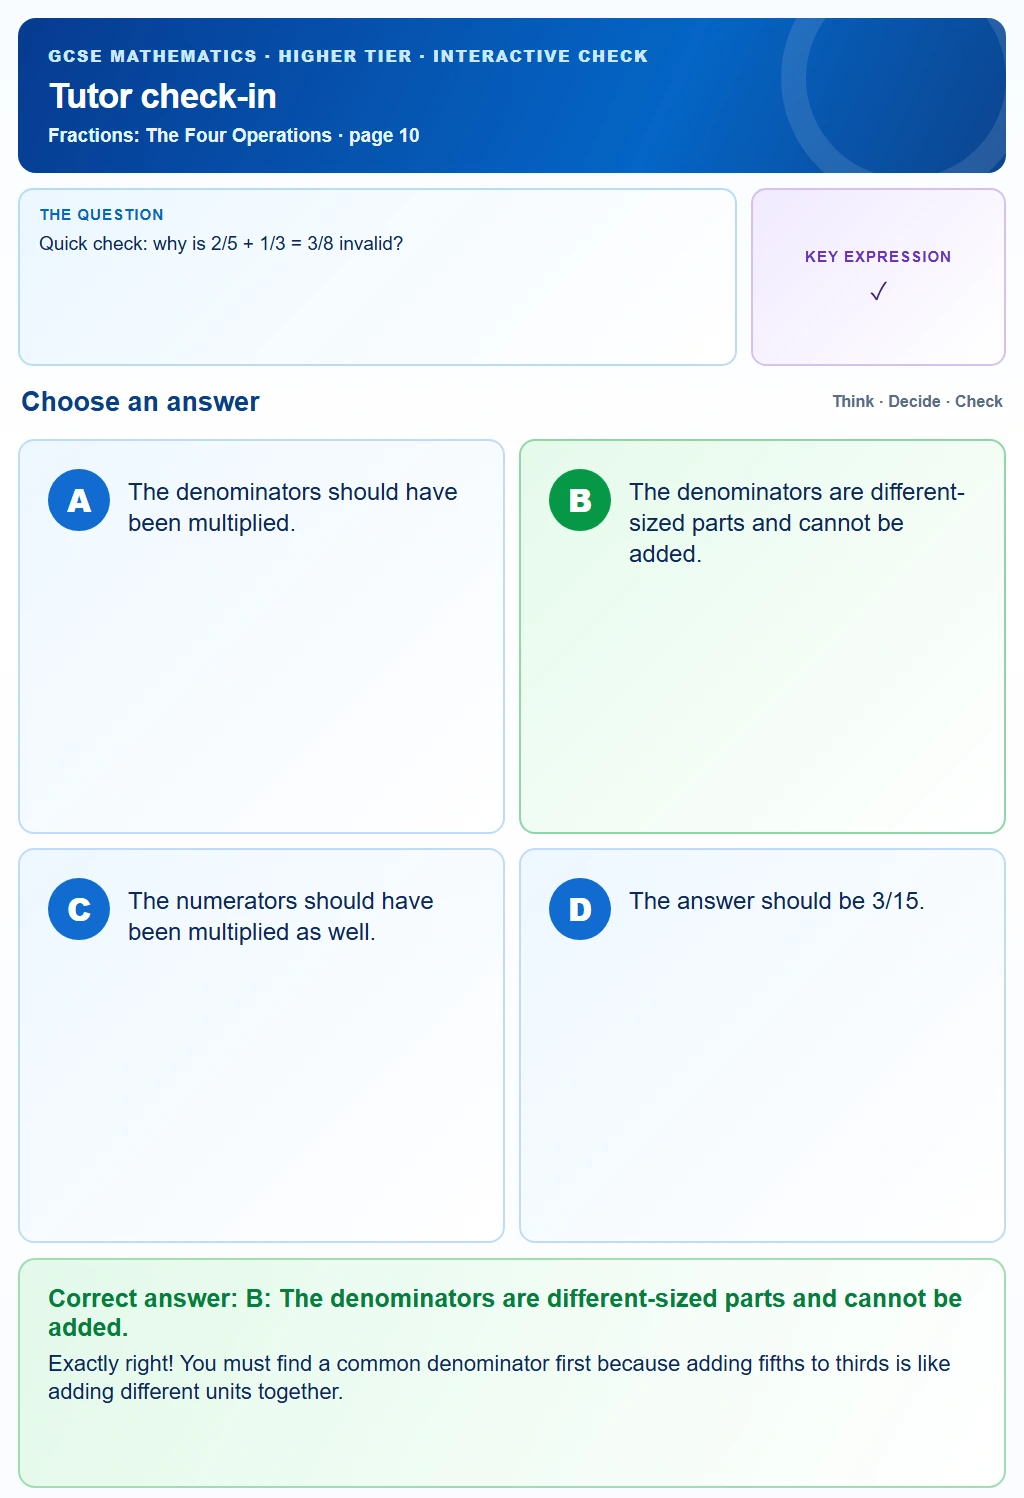 GCSE MATHEMATICS · HIGHER TIER · INTERACTIVE CHECK
Tutor check-in
Fractions: The Four Operations · page 10
THE QUESTION
Quick check: why is 2/5 + 1/3 = 3/8 invalid?
KEY EXPRESSION
✓
Choose an answer
Think · Decide · Check
A
The denominators should have
been multiplied.
B
The denominators are different-
sized parts and cannot be
added.
C
The numerators should have
been multiplied as well.
D
The answer should be 3/15.
Correct answer: B: The denominators are different-sized parts and cannot be
added.
Exactly right! You must find a common denominator first because adding fifths to thirds is like
adding different units together.